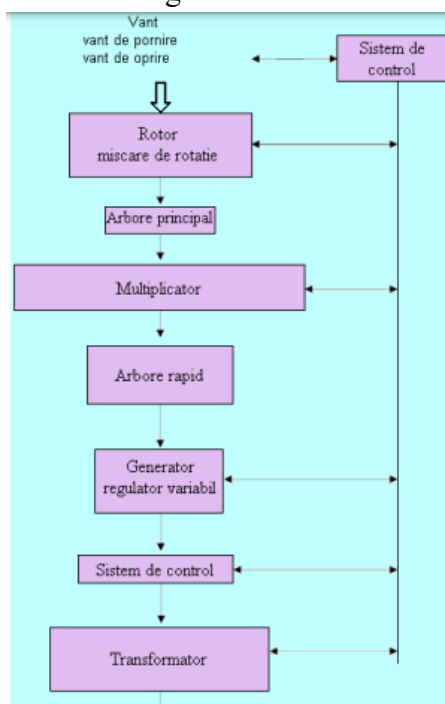 Vant
vant de pornire
vant de oprire
Sistem de
control
Rotor
miscare de rotatie
Arbore principal
Multiplicator
Arbore rapid
Generator
regulator variabil
Sistem de control
Transformator